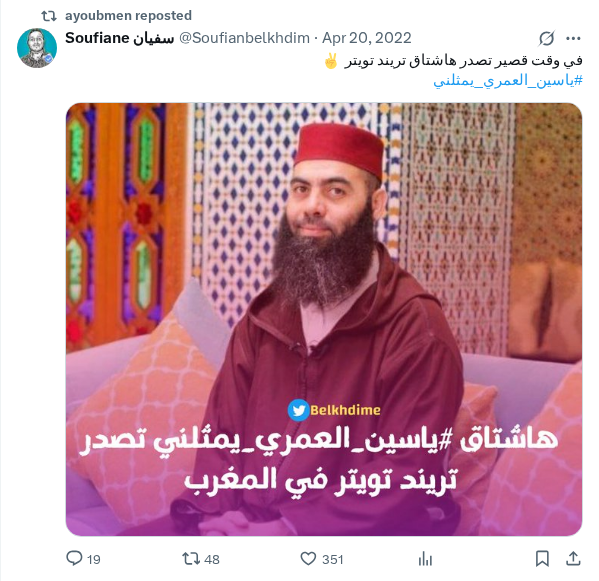 ayoubmen reposted
Soufiane سفيان @Soufianbelkhdim · Apr 20, 2022
في وقت قصير تصدر هاشتاق تريند تويتر ✌️
#ياسين_العمري_يمثلني
Belkhdime
هاشتاق #ياسين_العمري_يمثلني تصدر
تريند تويتر في المغرب
19 48 351